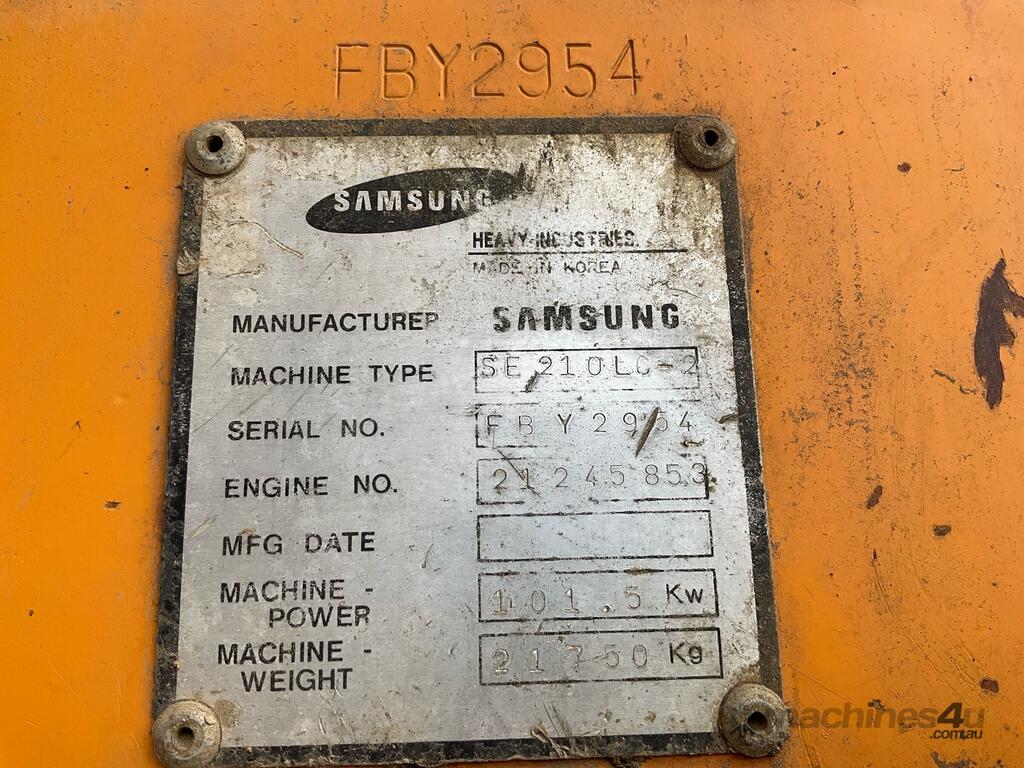 FBY2954
SAMSUNG
HEAVY INDUSTRIES
MADE IN KOREA
MANUFACTURER SAMSUNG
MACHINE TYPE SE210LC-2
SERIAL NO. FBY2954
ENGINE NO. 21245853
MFG DATE
MACHINE - POWER 101.5 Kw
MACHINE - WEIGHT 21750 Kg
machines4u
.com.au